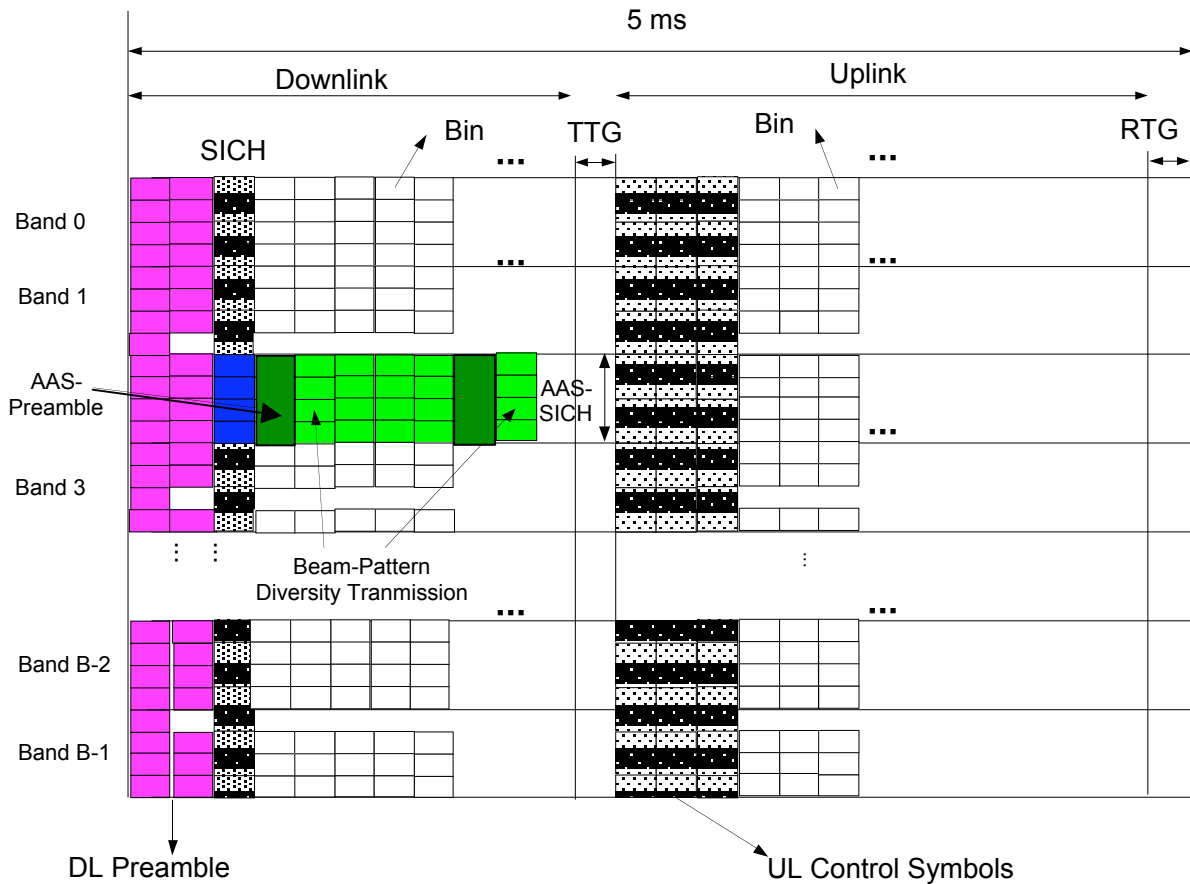 5 ms
Downlink
Uplink
Bin
TTG
Bin
RTG
SICH
...
...
Band 0
...
...
Band 1
AAS-
Preamble
AAS-
SICH
...
Band 3
Beam-Pattern
Diversity Tranmission
...
...
Band B-2
Band B-1
DL Preamble
UL Control Symbols